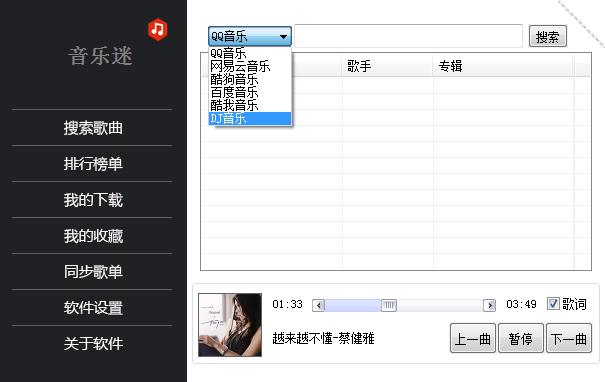 音乐迷
搜索歌曲
排行榜单
我的下载
我的收藏
同步歌单
软件设置
关于软件
QQ音乐
搜索
QQ音乐
网易云音乐
酷狗音乐
百度音乐
酷我音乐
DJ音乐
歌手 专辑
01:33 03:49 歌词
越来越不懂-蔡健雅
上一曲 暂停 下一曲